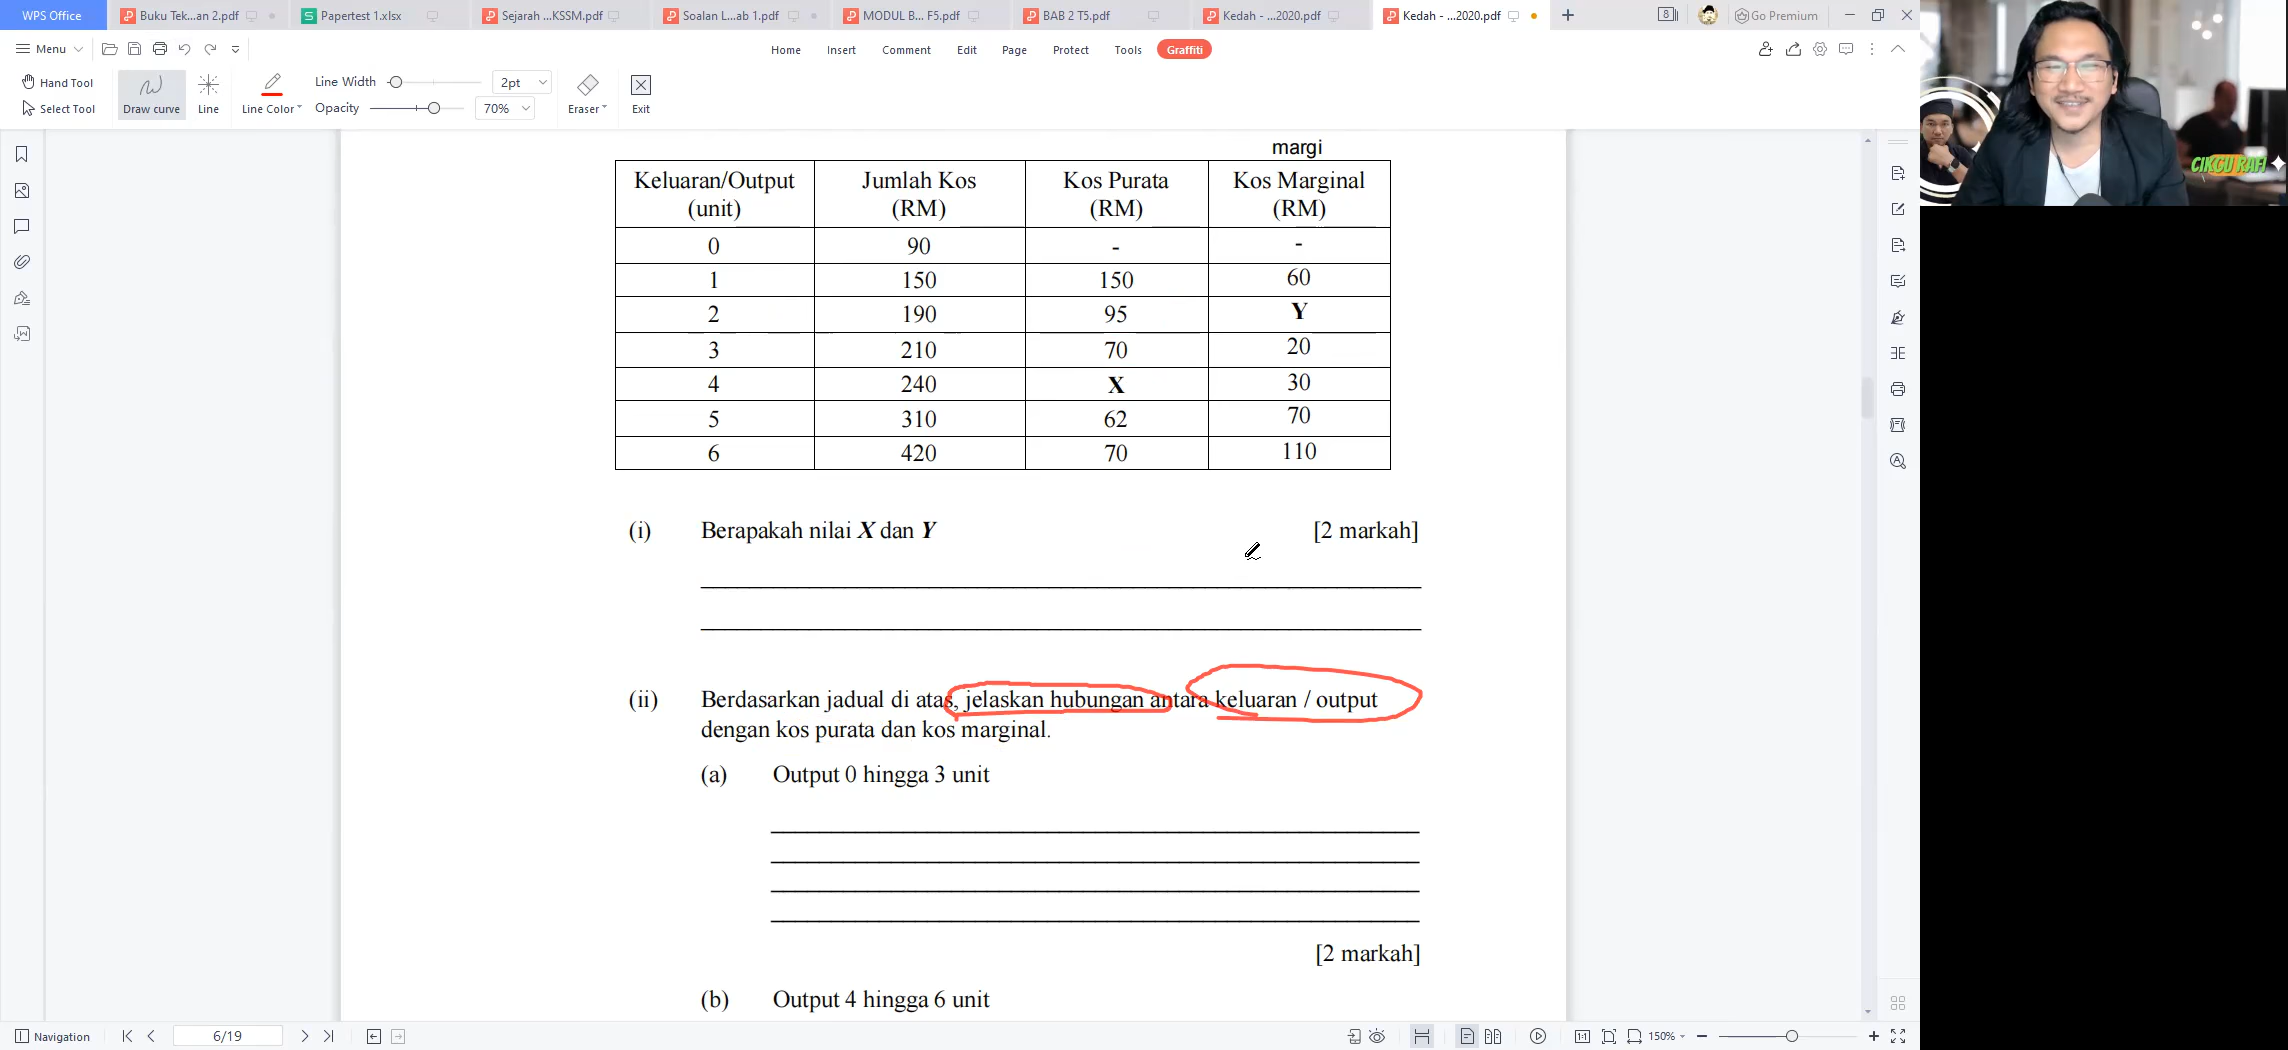 WPS Office
Buku Tek...an 2.pdf
Papertest 1.xlsx
Sejarah ...KSSM.pdf
Soalan L...ab 1.pdf
MODUL B... F5.pdf
BAB 2 T5.pdf
Kedah - ...2020.pdf
Kedah - ...2020.pdf
8
Go Premium
Menu
Home Insert Comment Edit Page Protect Tools Graffiti
Hand Tool
Select Tool
Draw curve
Line
Line Color
Line Width 2pt
Opacity 70%
Eraser
Exit
CIKGU RAFI
margi
Keluaran/Output (unit) Jumlah Kos (RM) Kos Purata (RM) Kos Marginal (RM)
0 90 - -
1 150 150 60
2 190 95 Y
3 210 70 20
4 240 X 30
5 310 62 70
6 420 70 110
(i) Berapakah nilai X dan Y [2 markah]
(ii) Berdasarkan jadual di atas, jelaskan hubungan antara keluaran / output
dengan kos purata dan kos marginal.
(a) Output 0 hingga 3 unit
[2 markah]
(b) Output 4 hingga 6 unit
Navigation
6/19
1:1
150%